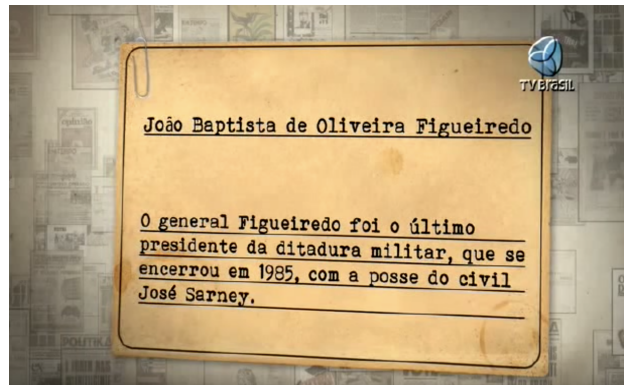 TV BRASIL
João Baptista de Oliveira Figueiredo
O general Figueiredo foi o último
presidente da ditadura militar, que se
encerrou em 1985, com a posse do civil
José Sarney.
POLITIKA